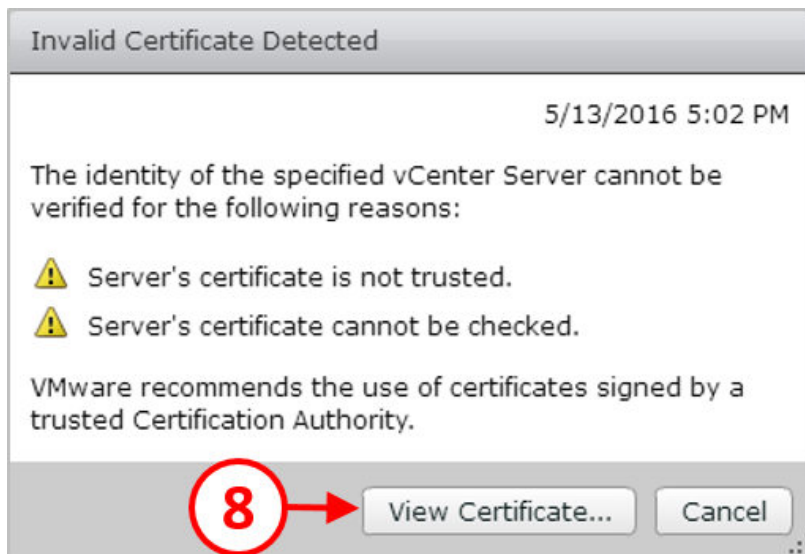 Invalid Certificate Detected
5/13/2016 5:02 PM
The identity of the specified vCenter Server cannot be
verified for the following reasons:
Server's certificate is not trusted.
Server's certificate cannot be checked.
VMware recommends the use of certificates signed by a
trusted Certification Authority.
8 View Certificate... Cancel